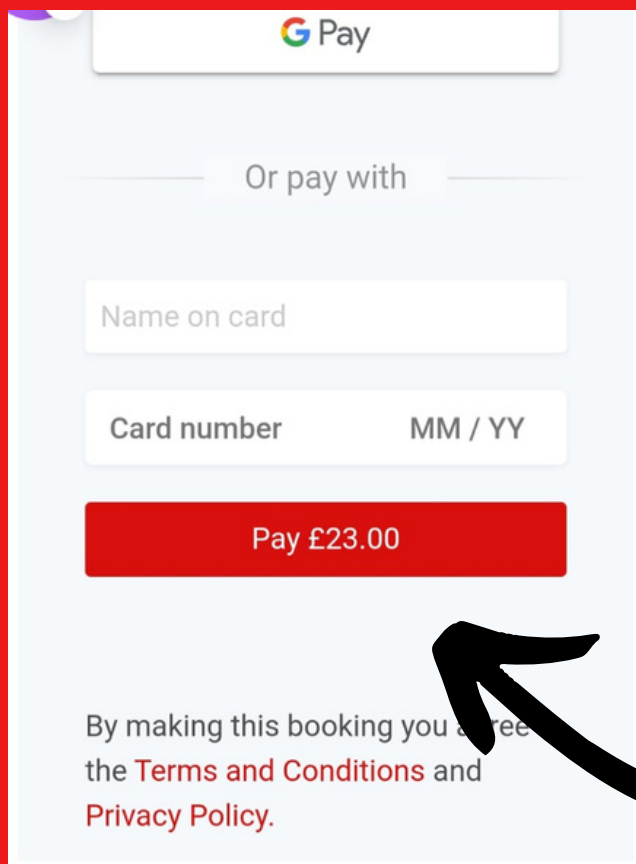 G Pay
Or pay with
Name on card
Card number MM / YY
Pay £23.00
By making this booking you agree
the Terms and Conditions and
Privacy Policy.